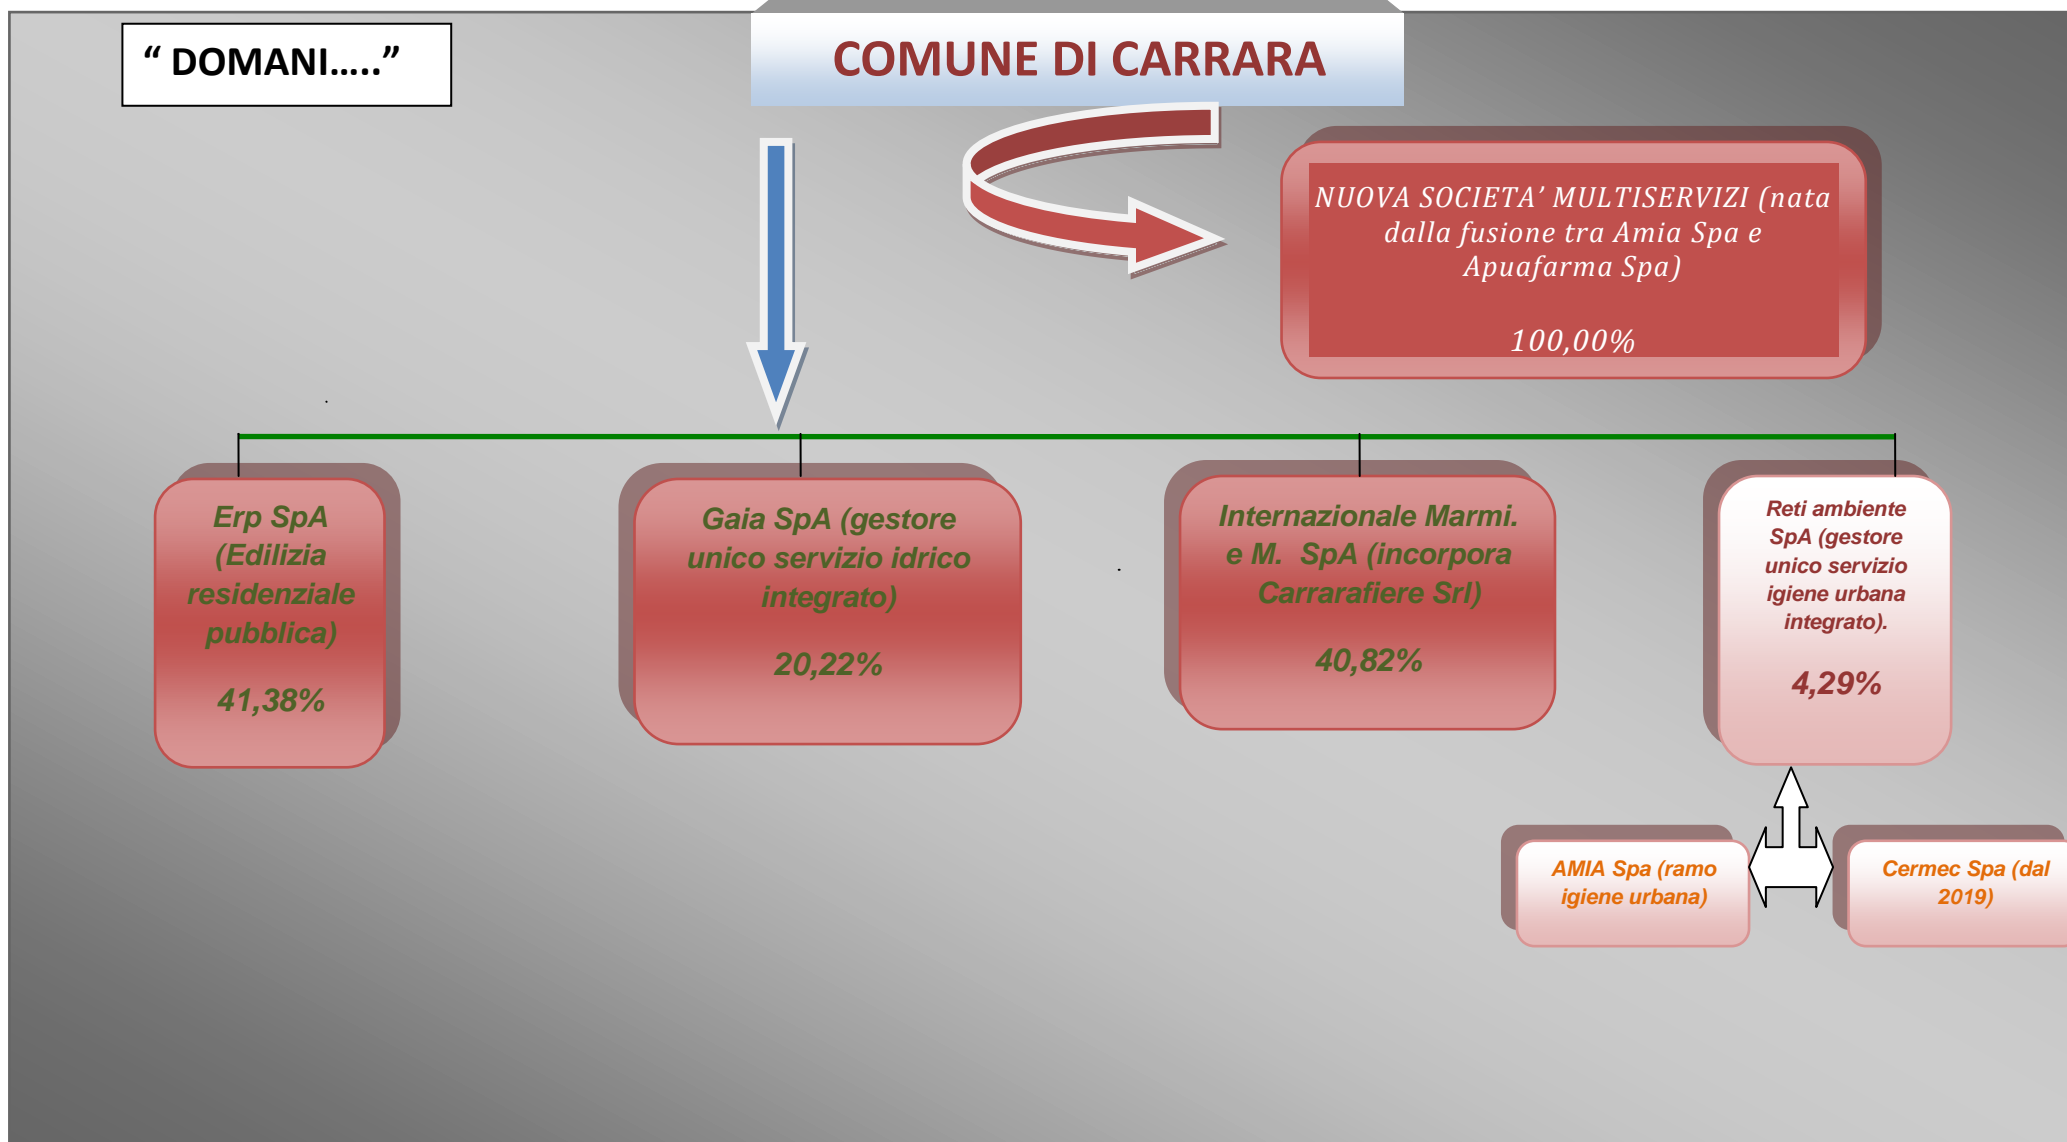 “ DOMANI…..”
COMUNE DI CARRARA
NUOVA SOCIETA’ MULTISERVIZI (nata
dalla fusione tra Amia Spa e
Apuafarma Spa)
100,00%
Erp SpA
(Edilizia
residenziale
pubblica)
41,38%
Gaia SpA (gestore
unico servizio idrico
integrato)
20,22%
Internazionale Marmi.
e M.  SpA (incorpora
Carrarafiere Srl)
40,82%
Reti ambiente
SpA (gestore
unico servizio
igiene urbana
integrato).
4,29%
AMIA Spa (ramo
igiene urbana)
Cermec Spa (dal
2019)